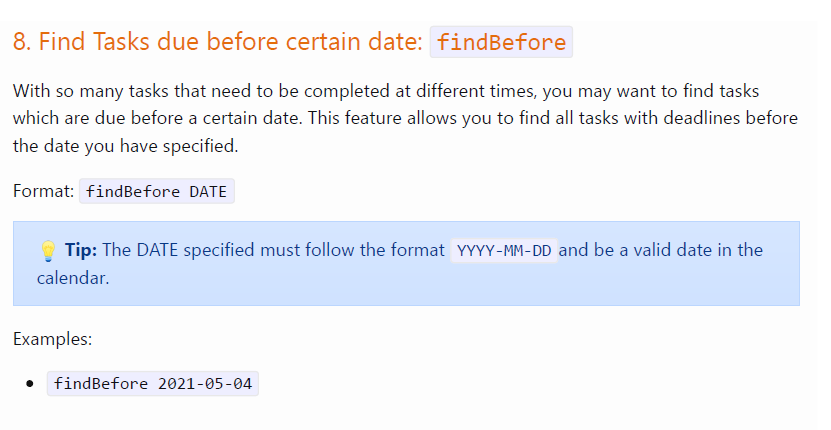 8. Find Tasks due before certain date: findBefore
With so many tasks that need to be completed at different times, you may want to find tasks
which are due before a certain date. This feature allows you to find all tasks with deadlines before
the date you have specified.
Format: findBefore DATE
💡 Tip: The DATE specified must follow the format YYYY-MM-DD and be a valid date in the
calendar.
Examples:
• findBefore 2021-05-04